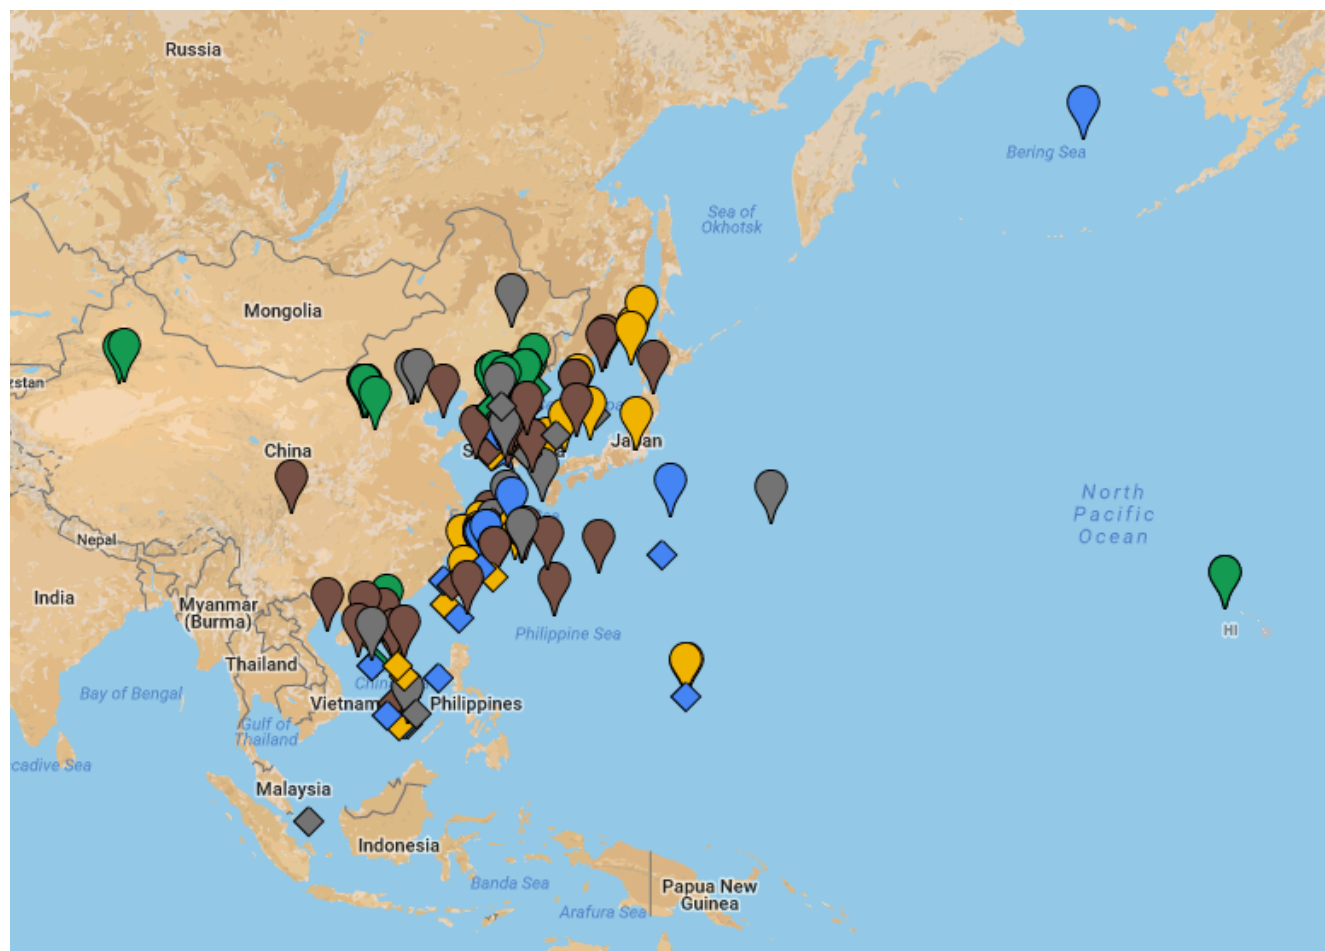 Russia
Bering Sea
Sea of
Okhotsk
Mongolia
zstan
China
Japan
North
Pacific
Ocean
Nepal
India
Myanmar
(Burma)
Philippine Sea
HI
Thailand
Bay of Bengal
Vietnam
Philippines
Gulf of
Thailand
cadive Sea
Malaysia
Indonesia
Banda Sea
Papua New
Guinea
Arafura Sea